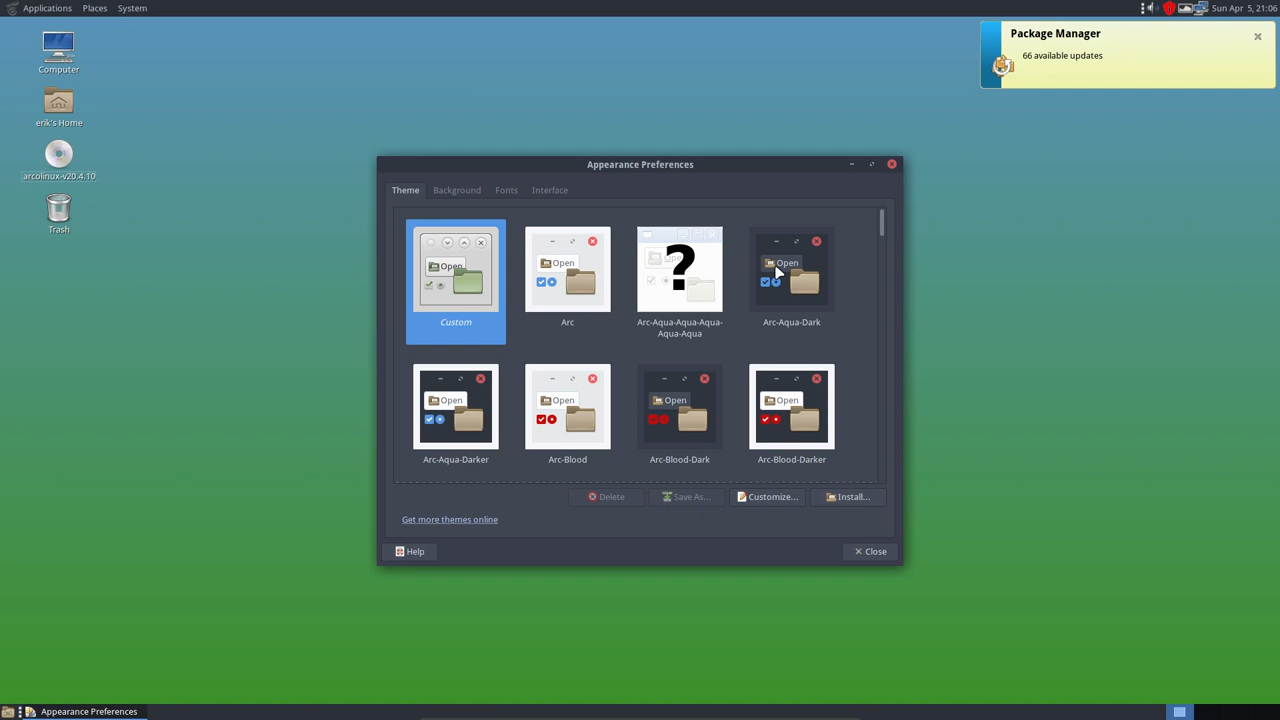 Applications Places System
Sun Apr 5, 21:06
Package Manager
66 available updates
Computer
erik's Home
arcolinux-v20.4.10
Trash
Appearance Preferences
Theme Background Fonts Interface
Open Open Open
Custom Arc Arc-Aqua-Aqua-Aqua-
Aqua-Aqua Arc-Aqua-Dark
Open Open Open Open
Arc-Aqua-Darker Arc-Blood Arc-Blood-Dark Arc-Blood-Darker
?
Delete Save As... Customize... Install...
Get more themes online
Help Close
Appearance Preferences